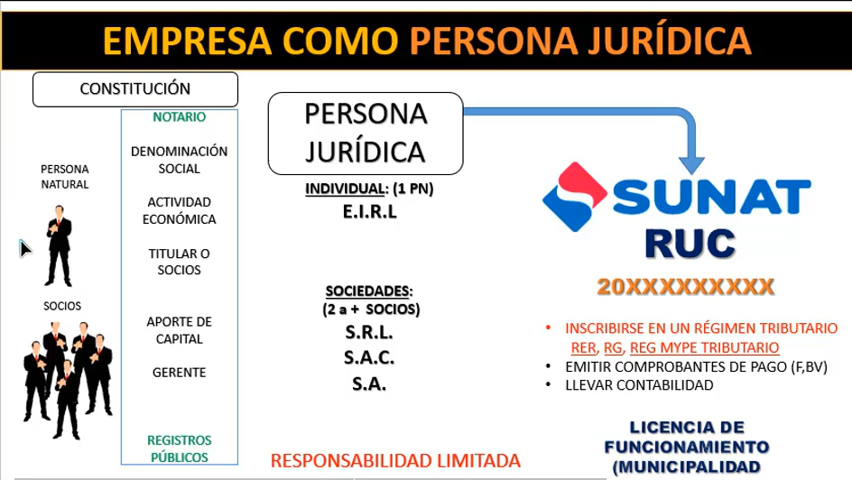 EMPRESA COMO PERSONA JURÍDICA
CONSTITUCIÓN
PERSONA
NATURAL
SOCIOS
NOTARIO
DENOMINACIÓN
SOCIAL
ACTIVIDAD
ECONÓMICA
TITULAR O
SOCIOS
APORTE DE
CAPITAL
GERENTE
REGISTROS
PÚBLICOS
PERSONA
JURÍDICA
INDIVIDUAL: (1 PN)
E.I.R.L
SOCIEDADES:
(2 a + SOCIOS)
S.R.L.
S.A.C.
S.A.
RESPONSABILIDAD LIMITADA
SUNAT
RUC
20XXXXXXXXX
• INSCRIBIRSE EN UN RÉGIMEN TRIBUTARIO
RER, RG, REG MYPE TRIBUTARIO
• EMITIR COMPROBANTES DE PAGO (F,BV)
• LLEVAR CONTABILIDAD
LICENCIA DE
FUNCIONAMIENTO
(MUNICIPALIDAD